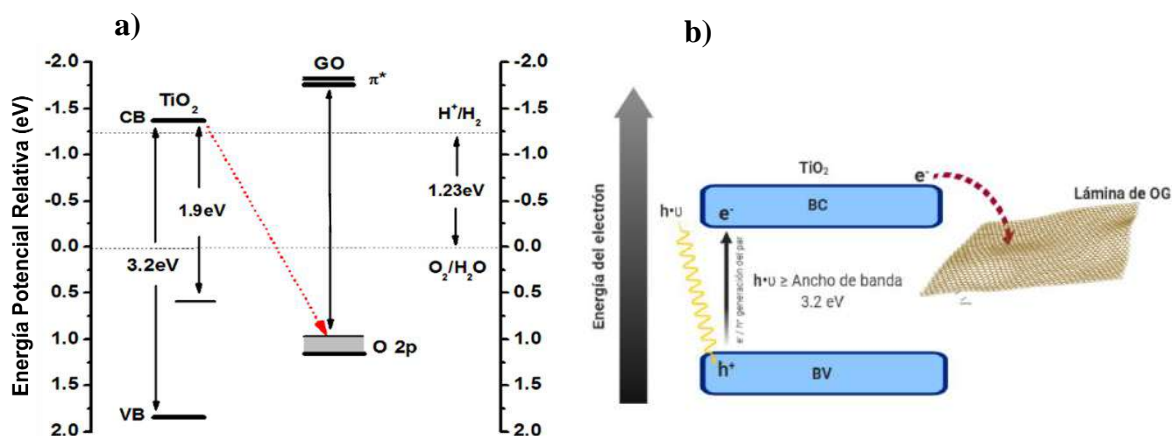 a)
Energía Potencial Relativa (eV)
-2.0
-1.5
-1.0
-0.5
0.0
0.5
1.0
1.5
2.0
TiO₂
CB
3.2eV
1.9eV
VB
GO
π*
O 2p
H⁺/H₂
1.23eV
O₂/H₂O
-2.0
-1.5
-1.0
-0.5
0.0
0.5
1.0
1.5
2.0
b)
Energía del electrón
TiO₂
e⁻
Lámina de OG
h•υ
e⁻
BC
e⁻/ h⁺ generación del par
h•υ ≥ Ancho de banda
3.2 eV
h⁺
BV